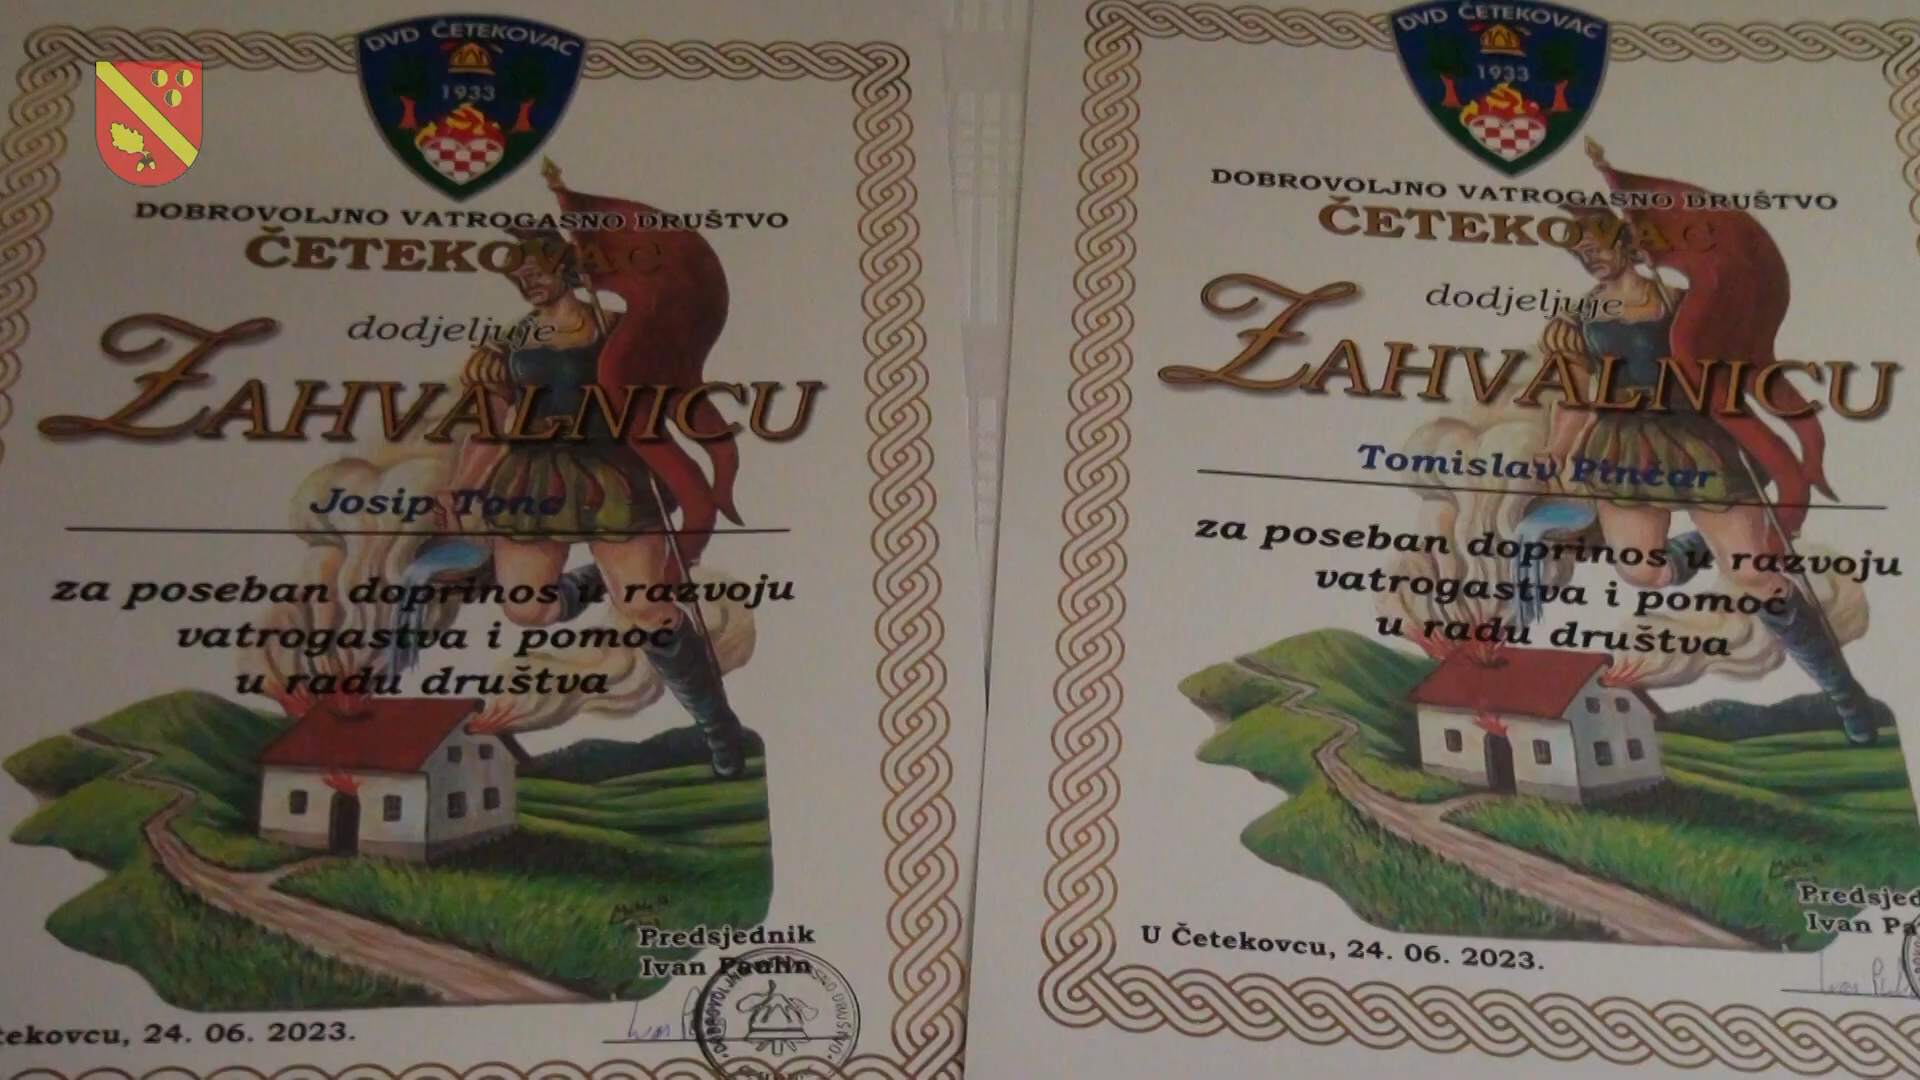 DVD ČETEKOVAC
1933
DOBROVOLJNO VATROGASNO DRUŠTVO
ČETEKOVAC
dodjeljuje
ZAHVALNICU
Josip Tonc
za poseban doprinos u razvoju
vatrogastva i pomoć
u radu društva
Predsjednik
Ivan Paulin
tekovcu, 24. 06. 2023.
DVD ČETEKOVAC
1933
DOBROVOLJNO VATROGASNO DRUŠTVO
ČETEKOVAC
dodjeljuje
ZAHVALNICU
Tomislav Pinčar
za poseban doprinos u razvoju
vatrogastva i pomoć
u radu društva
Predsjed
Ivan Pa
U Četekovcu, 24. 06. 2023.